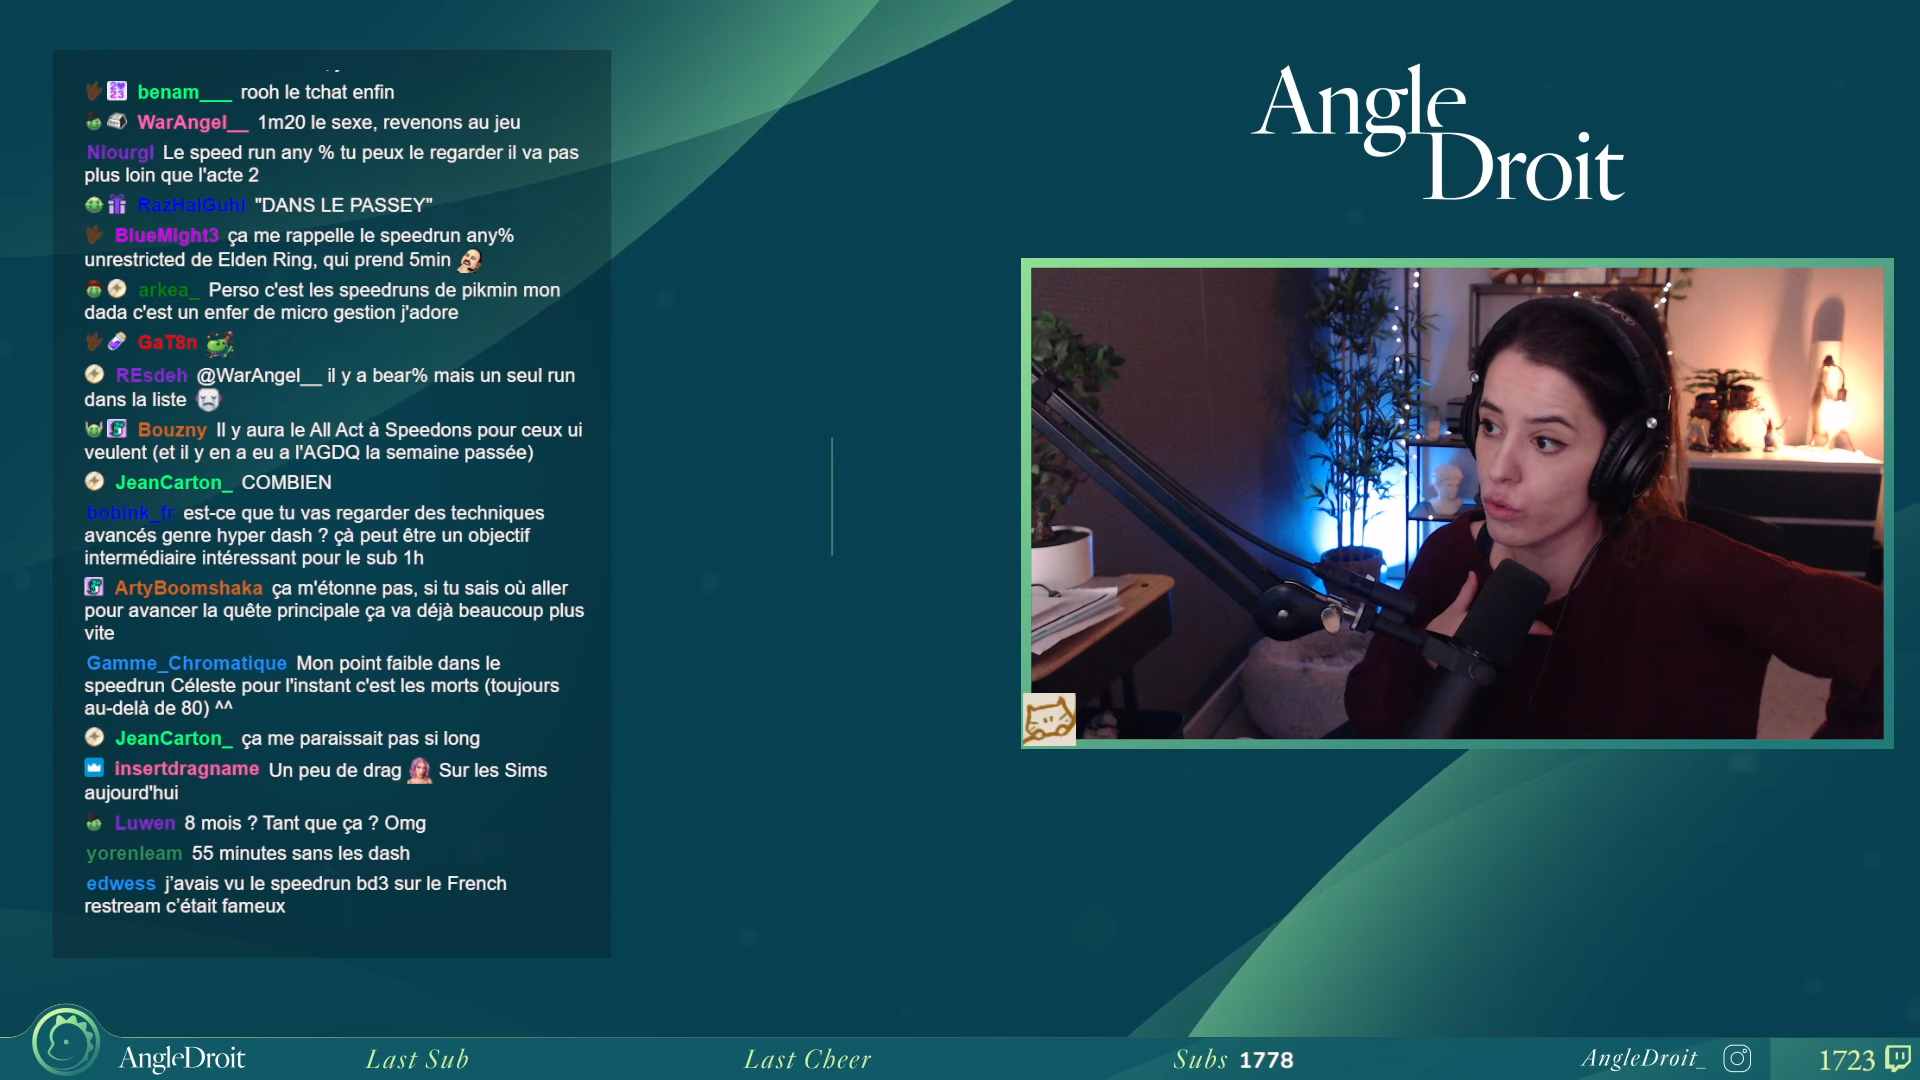 benam___ rooh le tchat enfin
WarAngel__ 1m20 le sexe, revenons au jeu
Niourgl Le speed run any % tu peux le regarder il va pas
plus loin que l'acte 2
RazHalGuhl "DANS LE PASSEY"
BlueMight3 ça me rappelle le speedrun any%
unrestricted de Elden Ring, qui prend 5min
arkea_ Perso c'est les speedruns de pikmin mon
dada c'est un enfer de micro gestion j'adore
GaT8n
REsdeh @WarAngel__ il y a bear% mais un seul run
dans la liste
Bouzny Il y aura le All Act à Speedons pour ceux ui
veulent (et il y en a eu a l'AGDQ la semaine passée)
JeanCarton_ COMBIEN
bobink_fr est-ce que tu vas regarder des techniques
avancés genre hyper dash ? çà peut être un objectif
intermédiaire intéressant pour le sub 1h
ArtyBoomshaka ça m'étonne pas, si tu sais où aller
pour avancer la quête principale ça va déjà beaucoup plus
vite
Gamme_Chromatique Mon point faible dans le
speedrun Céleste pour l'instant c'est les morts (toujours
au-delà de 80) ^^
JeanCarton_ ça me paraissait pas si long
insertdragname Un peu de drag Sur les Sims
aujourd'hui
Luwen 8 mois ? Tant que ça ? Omg
yorenleam 55 minutes sans les dash
edwess j’avais vu le speedrun bd3 sur le French
restream c’était fameux
Angle
Droit
AngleDroit
Last Sub
Last Cheer
Subs 1778
AngleDroit_
1723